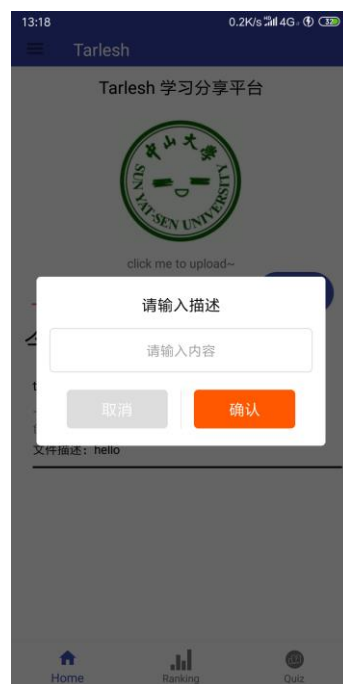 13:18 0.2K/s 4G 32
Tarlesh
Tarlesh 学习分享平台
中山大学
SUN YAT-SEN UNIVERSITY
click me to upload~
请输入描述
请输入内容
取消 确认
文件描述：hello
Home Ranking Quiz